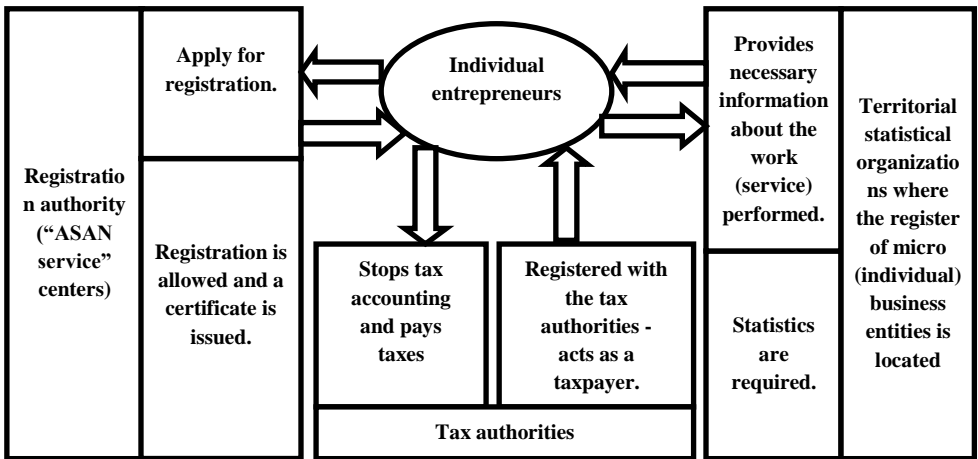 Registratio
n authority
(“ASAN
service”
centers)
Apply for
registration.
Registration is
allowed and a
certificate is
issued.
Individual
entrepreneurs
Stops tax
accounting
and pays
taxes
Registered with
the tax
authorities -
acts as a
taxpayer.
Tax authorities
Provides
necessary
information
about the
work
(service)
performed.
Statistics
are
required.
Territorial
statistical
organizatio
ns where
the register
of micro
(individual)
business
entities is
located